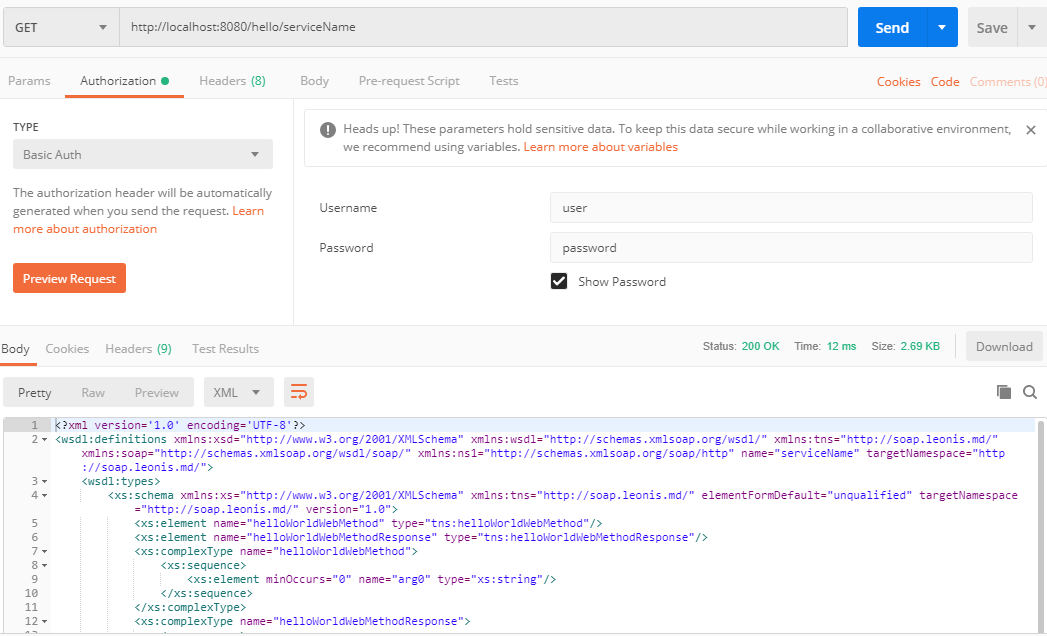 GET http://localhost:8080/hello/serviceName Send Save
Params Authorization Headers (8) Body Pre-request Script Tests Cookies Code Comments (0)
TYPE
Basic Auth
The authorization header will be automatically
generated when you send the request. Learn
more about authorization
Preview Request
Heads up! These parameters hold sensitive data. To keep this data secure while working in a collaborative environment,
we recommend using variables. Learn more about variables
Username user
Password password
Show Password
Body Cookies Headers (9) Test Results Status: 200 OK Time: 12 ms Size: 2.69 KB Download
Pretty Raw Preview XML
1 <?xml version='1.0' encoding='UTF-8'?>
2 <wsdl:definitions xmlns:xsd="http://www.w3.org/2001/XMLSchema" xmlns:wsdl="http://schemas.xmlsoap.org/wsdl/" xmlns:tns="http://soap.leonis.md/"
xmlns:soap="http://schemas.xmlsoap.org/wsdl/soap/" xmlns:ns1="http://schemas.xmlsoap.org/soap/http" name="serviceName" targetNamespace="http
://soap.leonis.md/">
3 <wsdl:types>
4 <xs:schema xmlns:xs="http://www.w3.org/2001/XMLSchema" xmlns:tns="http://soap.leonis.md/" elementFormDefault="unqualified" targetNamespace
="http://soap.leonis.md/" version="1.0">
5 <xs:element name="helloWorldWebMethod" type="tns:helloWorldWebMethod"/>
6 <xs:element name="helloWorldWebMethodResponse" type="tns:helloWorldWebMethodResponse"/>
7 <xs:complexType name="helloWorldWebMethod">
8 <xs:sequence>
9 <xs:element minOccurs="0" name="arg0" type="xs:string"/>
10 </xs:sequence>
11 </xs:complexType>
12 <xs:complexType name="helloWorldWebMethodResponse">